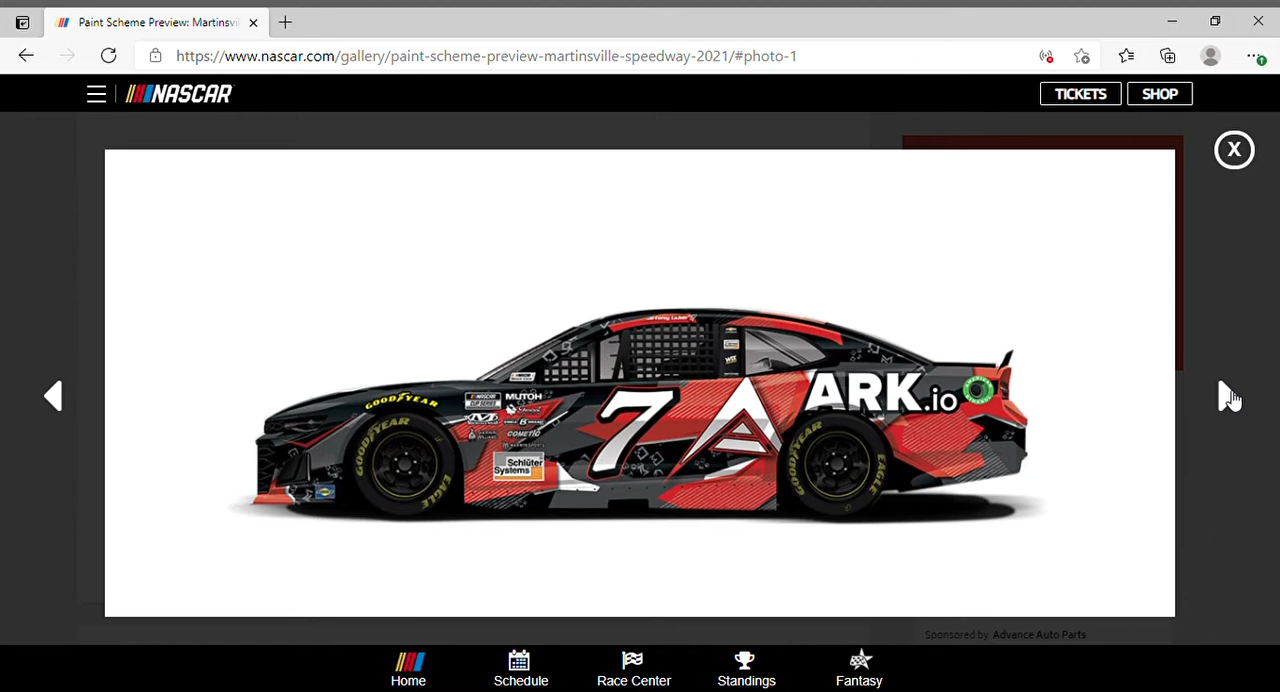 Paint Scheme Preview: Martinsvil
https://www.nascar.com/gallery/paint-scheme-preview-martinsville-speedway-2021/#photo-1
NASCAR
TICKETS
SHOP
X
GOODYEAR
MUTOH
Schlüter
Systems
COMETIC
7
ARK.io
GOODYEAR
EAGLE
GOODYEAR
EAGLE
Sponsored by Advance Auto Parts
Home
Schedule
Race Center
Standings
Fantasy